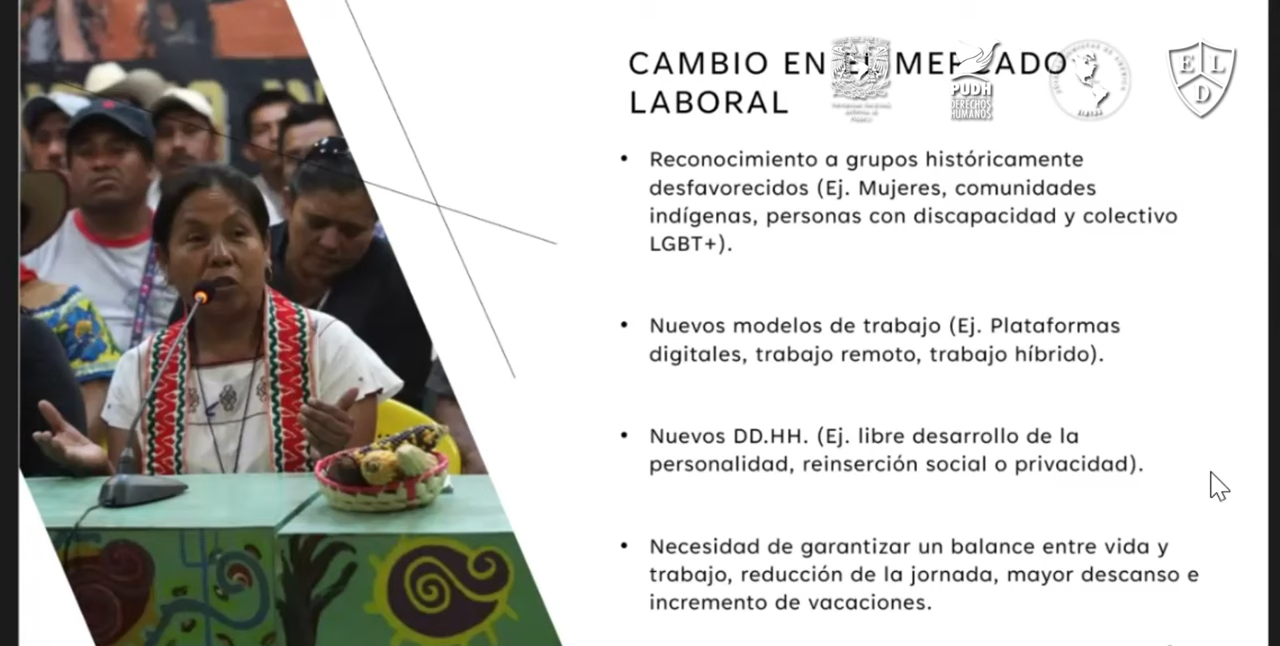 CAMBIO EN EL MERCADO
LABORAL
PUDH
DERECHOS
HUMANOS
E L
D
• Reconocimiento a grupos históricamente
desfavorecidos (Ej. Mujeres, comunidades
indígenas, personas con discapacidad y colectivo
LGBT+).
• Nuevos modelos de trabajo (Ej. Plataformas
digitales, trabajo remoto, trabajo híbrido).
• Nuevos DD.HH. (Ej. libre desarrollo de la
personalidad, reinserción social o privacidad).
• Necesidad de garantizar un balance entre vida y
trabajo, reducción de la jornada, mayor descanso e
incremento de vacaciones.